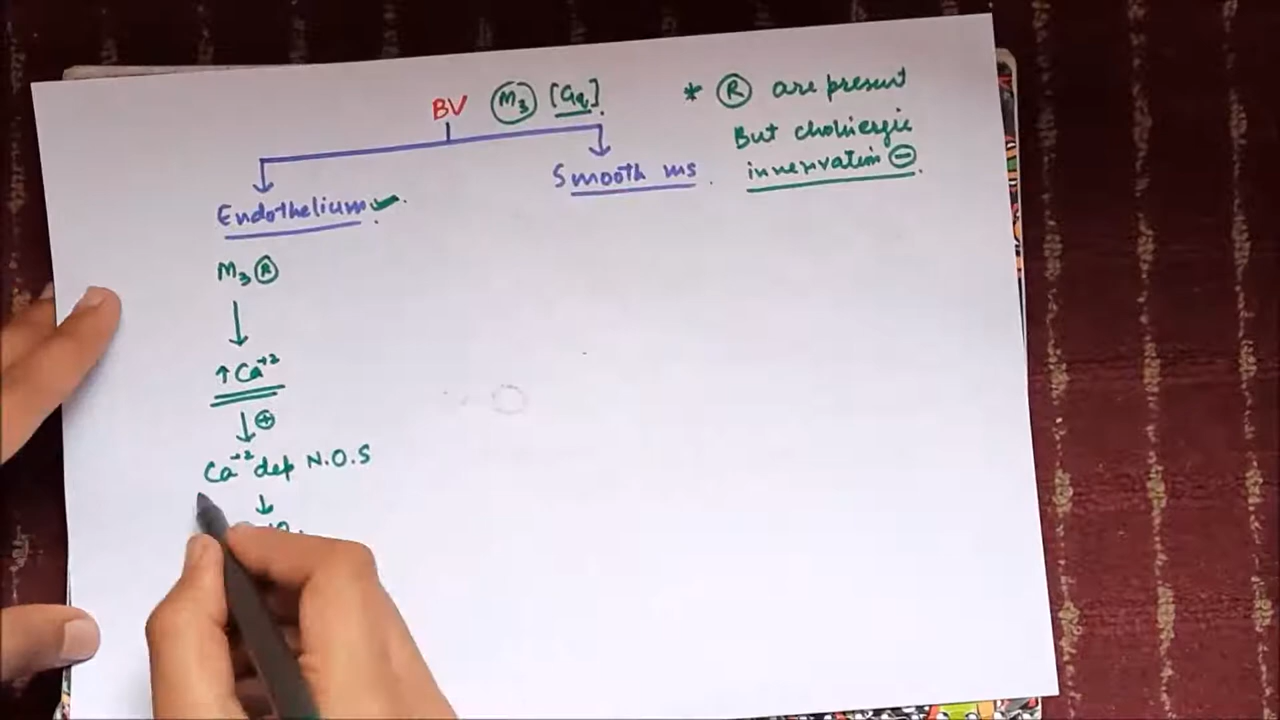 BV M₃ [Gq].
* R are present
But cholinergic
innervation ⊖.
Endothelium
Smooth ms.
M₃ R
↓
↑Ca⁺²
↓ ⊕
Ca⁺² dep N.O.S
↓